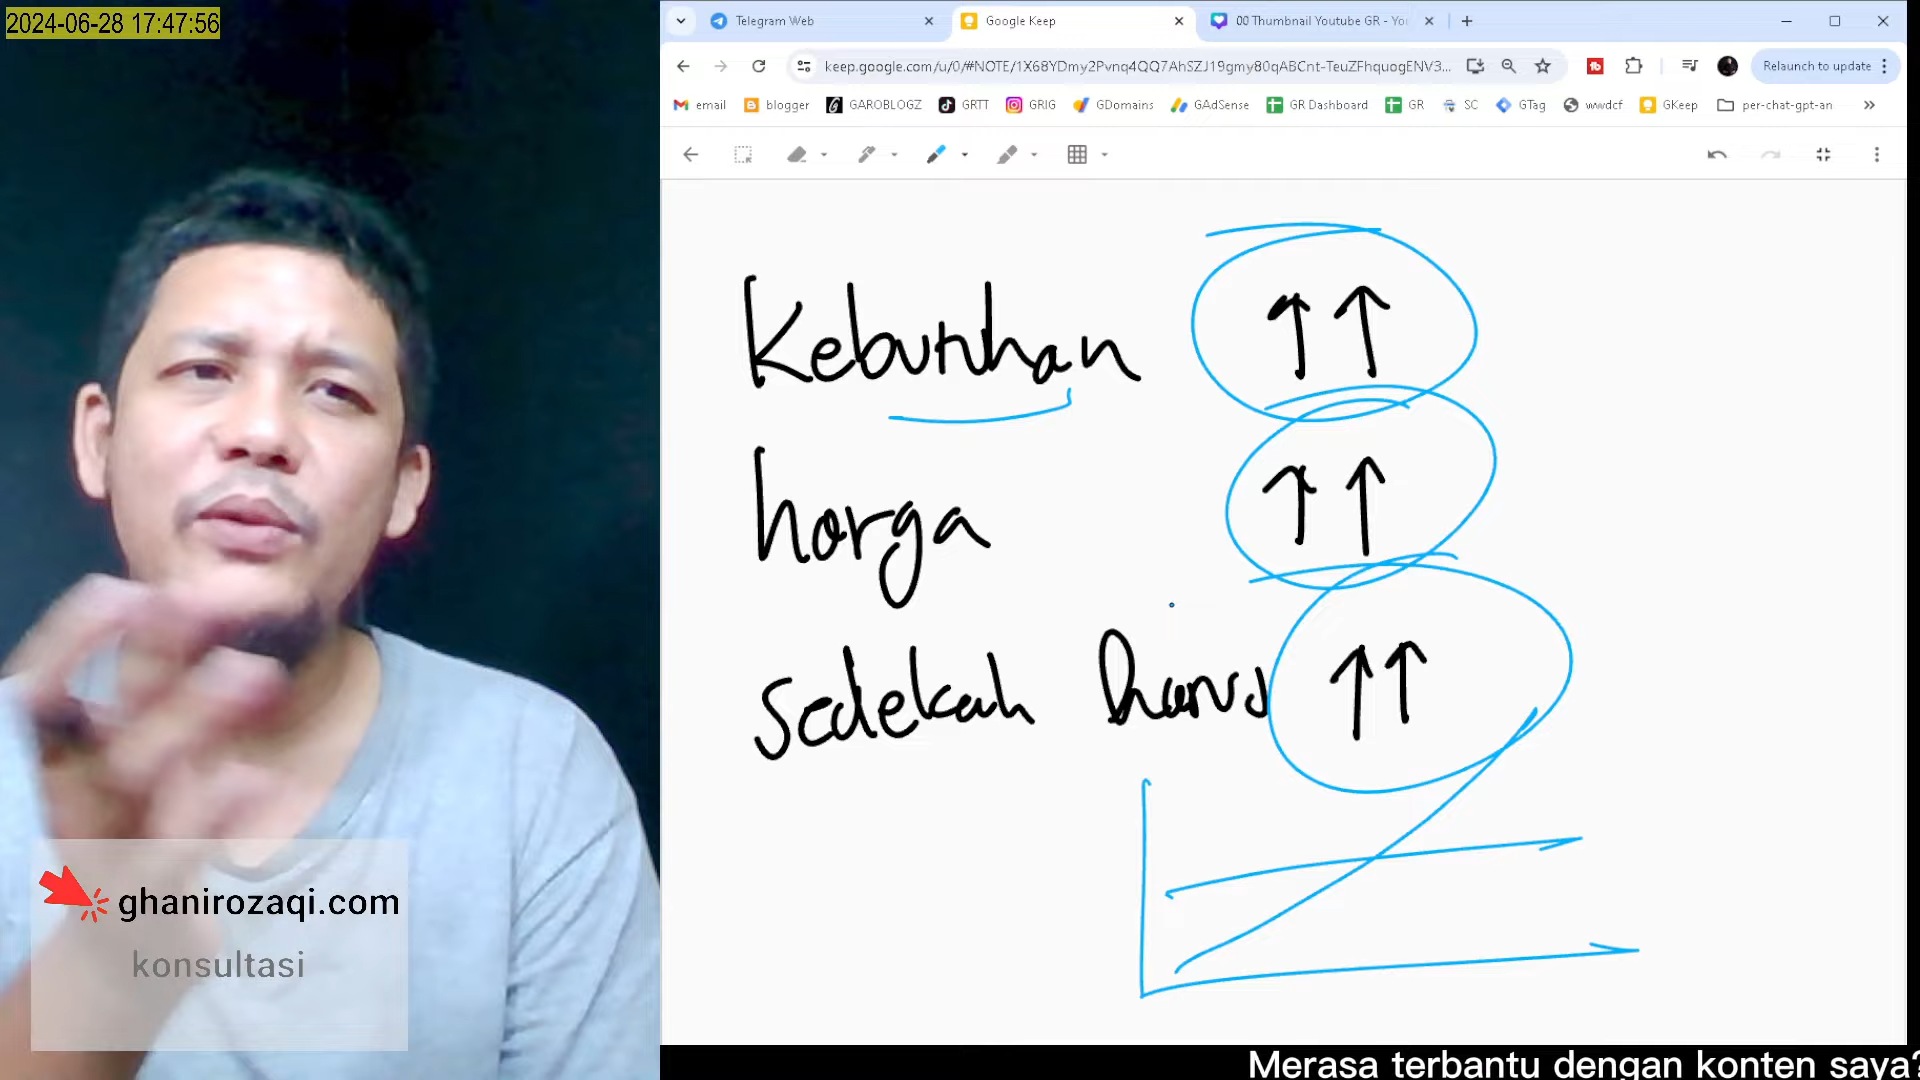 2024-06-28 17:47:56
Telegram Web
Google Keep
00 Thumbnail Youtube GR - Yo
keep.google.com/u/0/#NOTE/1X68YDmy2Pvnq4QQ7AhSZJ19gmy80qABCnt-TeuZFhquogENV3...
Relaunch to update
email
blogger
GAROBLOGZ
GRTT
GRIG
GDomains
GAdSense
GR Dashboard
GR
SC
GTag
wwdcf
GKeep
per-chat-gpt-an
Kebutuhan ↑↑
harga ↑↑
sedekah harus ↑↑
ghanirozaqi.com
konsultasi
Merasa terbantu dengan konten saya?